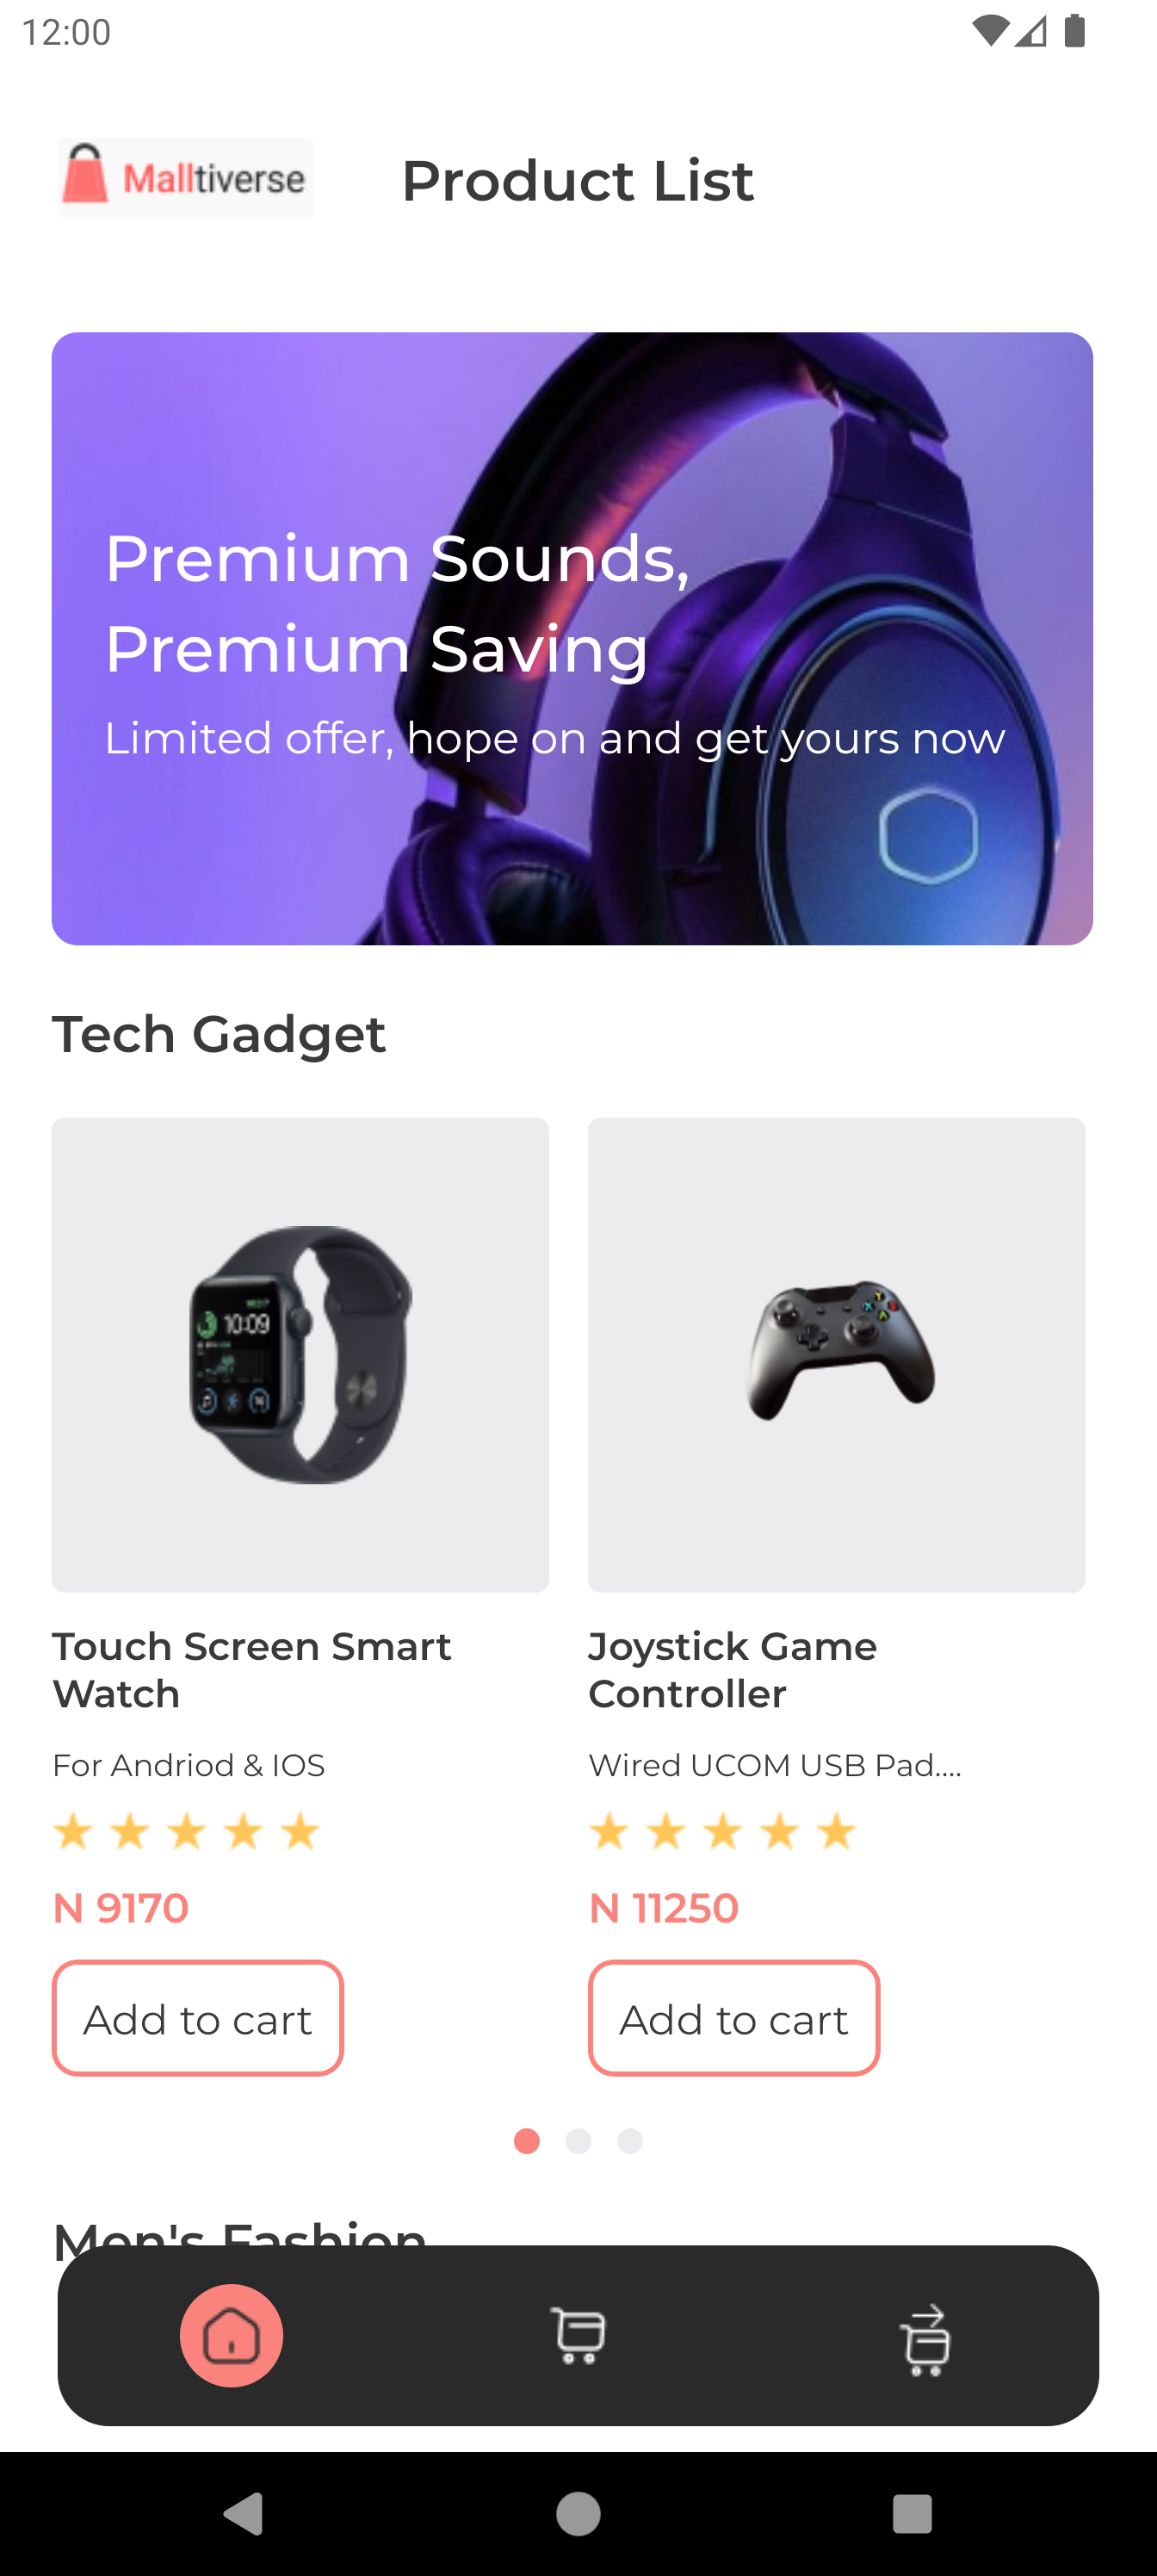 12:00
Malltiverse
Product List
Premium Sounds,
Premium Saving
Limited offer, hope on and get yours now
Tech Gadget
10:09
Touch Screen Smart
Watch
Joystick Game
Controller
For Andriod & IOS
Wired UCOM USB Pad....
N 9170
N 11250
Add to cart
Add to cart
Men's Fashion